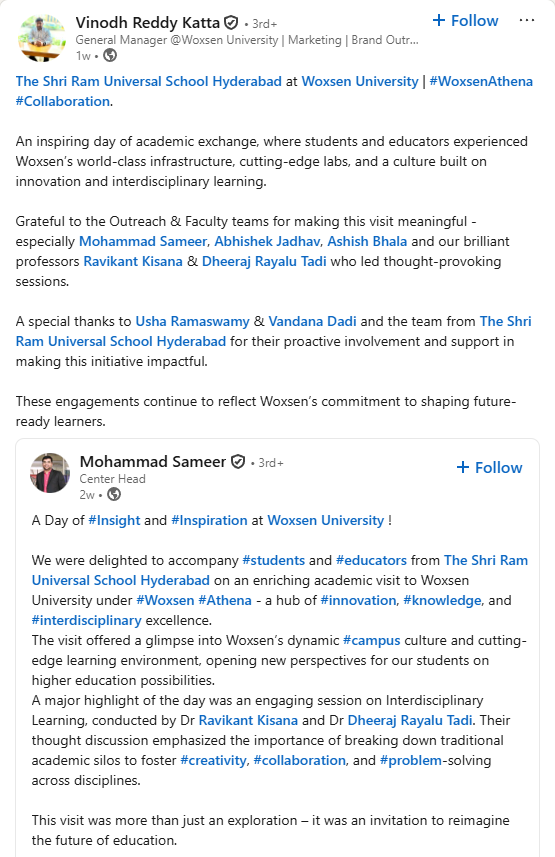 Vinodh Reddy Katta • 3rd+
+ Follow ...
General Manager @Woxsen University | Marketing | Brand Outr...
1w •
The Shri Ram Universal School Hyderabad at Woxsen University | #WoxsenAthena
#Collaboration.
An inspiring day of academic exchange, where students and educators experienced
Woxsen's world-class infrastructure, cutting-edge labs, and a culture built on
innovation and interdisciplinary learning.
Grateful to the Outreach & Faculty teams for making this visit meaningful -
especially Mohammad Sameer, Abhishek Jadhav, Ashish Bhala and our brilliant
professors Ravikant Kisana & Dheeraj Rayalu Tadi who led thought-provoking
sessions.
A special thanks to Usha Ramaswamy & Vandana Dadi and the team from The Shri
Ram Universal School Hyderabad for their proactive involvement and support in
making this initiative impactful.
These engagements continue to reflect Woxsen's commitment to shaping future-
ready learners.
Mohammad Sameer • 3rd+
+ Follow
Center Head
2w •
A Day of #Insight and #Inspiration at Woxsen University !
We were delighted to accompany #students and #educators from The Shri Ram
Universal School Hyderabad on an enriching academic visit to Woxsen
University under #Woxsen #Athena - a hub of #innovation, #knowledge, and
#interdisciplinary excellence.
The visit offered a glimpse into Woxsen's dynamic #campus culture and cutting-
edge learning environment, opening new perspectives for our students on
higher education possibilities.
A major highlight of the day was an engaging session on Interdisciplinary
Learning, conducted by Dr Ravikant Kisana and Dr Dheeraj Rayalu Tadi. Their
thought discussion emphasized the importance of breaking down traditional
academic silos to foster #creativity, #collaboration, and #problem-solving
across disciplines.
This visit was more than just an exploration – it was an invitation to reimagine
the future of education.